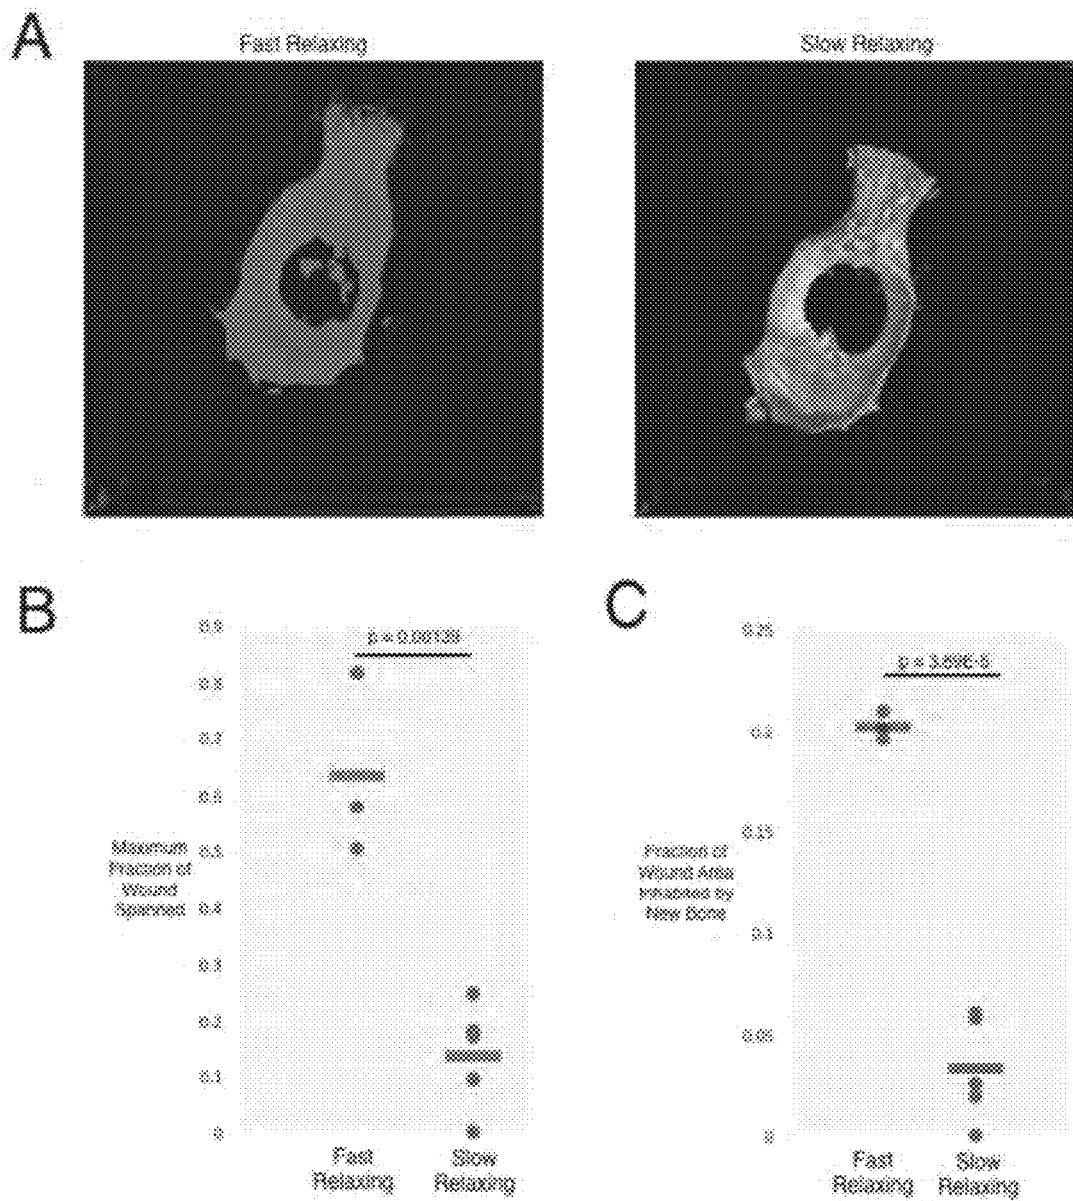 A
Fast Relaxing
Slow Relaxing
B
0.9
0.8
0.7
0.6
0.5
0.4
0.3
0.2
0.1
0
p = 0.00139
Maximum
Fraction of
Wound
Spanned
Fast
Relaxing
Slow
Relaxing
C
0.25
0.2
0.15
0.1
0.05
0
p = 3.69E-5
Fraction of
Wound Area
Inhabited by
New Bone
Fast
Relaxing
Slow
Relaxing